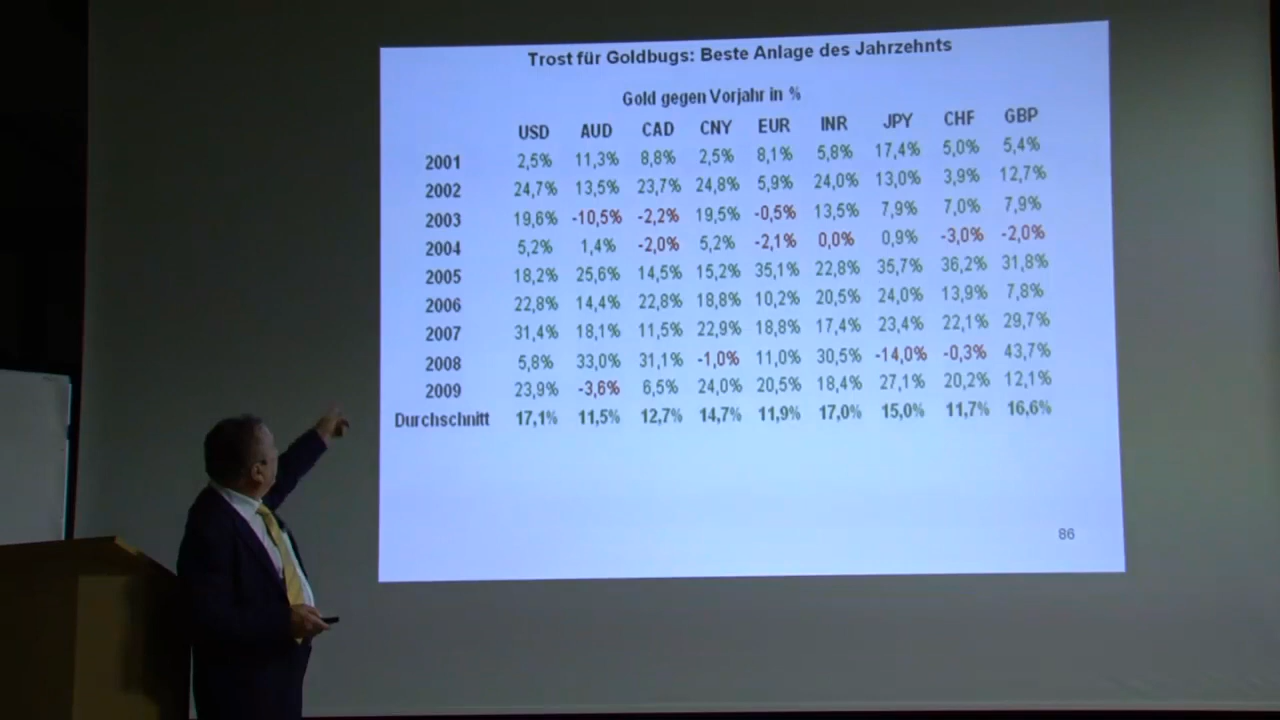 Trost für Goldbugs: Beste Anlage des Jahrzehnts
Gold gegen Vorjahr in %
USD AUD CAD CNY EUR INR JPY CHF GBP
2001 2,5% 11,3% 8,8% 2,5% 8,1% 5,8% 17,4% 5,0% 5,4%
2002 24,7% 13,5% 23,7% 24,8% 5,9% 24,0% 13,0% 3,9% 12,7%
2003 19,6% -10,5% -2,2% 19,5% -0,5% 13,5% 7,9% 7,0% 7,9%
2004 5,2% 1,4% -2,0% 5,2% -2,1% 0,0% 0,9% -3,0% -2,0%
2005 18,2% 25,6% 14,5% 15,2% 35,1% 22,8% 35,7% 36,2% 31,8%
2006 22,8% 14,4% 22,8% 18,8% 10,2% 20,5% 24,0% 13,9% 7,8%
2007 31,4% 18,1% 11,5% 22,9% 18,8% 17,4% 23,4% 22,1% 29,7%
2008 5,8% 33,0% 31,1% -1,0% 11,0% 30,5% -14,0% -0,3% 43,7%
2009 23,9% -3,6% 6,5% 24,0% 20,5% 18,4% 27,1% 20,2% 12,1%
Durchschnitt 17,1% 11,5% 12,7% 14,7% 11,9% 17,0% 15,0% 11,7% 16,6%
86